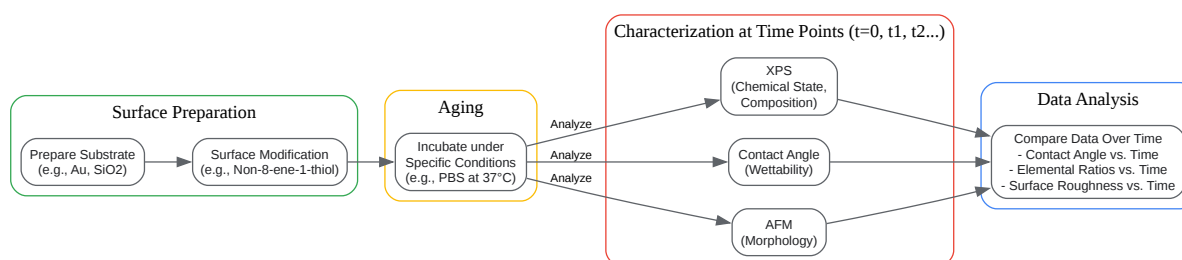 Surface Preparation
Prepare Substrate
(e.g., Au, SiO2)
Surface Modification
(e.g., Non-8-ene-1-thiol)
Aging
Incubate under
Specific Conditions
(e.g., PBS at 37°C)
Analyze
Analyze
Analyze
Characterization at Time Points (t=0, t1, t2...)
XPS
(Chemical State,
Composition)
Contact Angle
(Wettability)
AFM
(Morphology)
Data Analysis
Compare Data Over Time
- Contact Angle vs. Time
- Elemental Ratios vs. Time
- Surface Roughness vs. Time